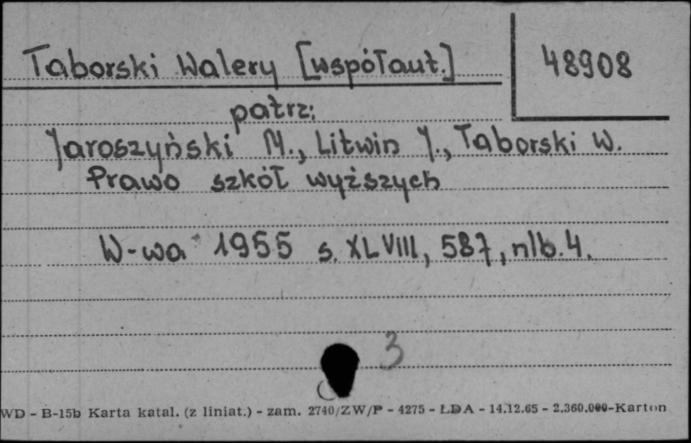 Taborski Walery [współaut.]
48908
patrz:
Jaroszyński M., Litwin J., Taborski W.
Prawo szkół wyższych
W-wa 1955 s. XLVIII, 587, nlb. 4.
3
WD - B-15b Karta katal. (z liniat.) - zam. 2740/ZW/P - 4275 - ŁDA - 14.12.65 - 2.360.000-Karton